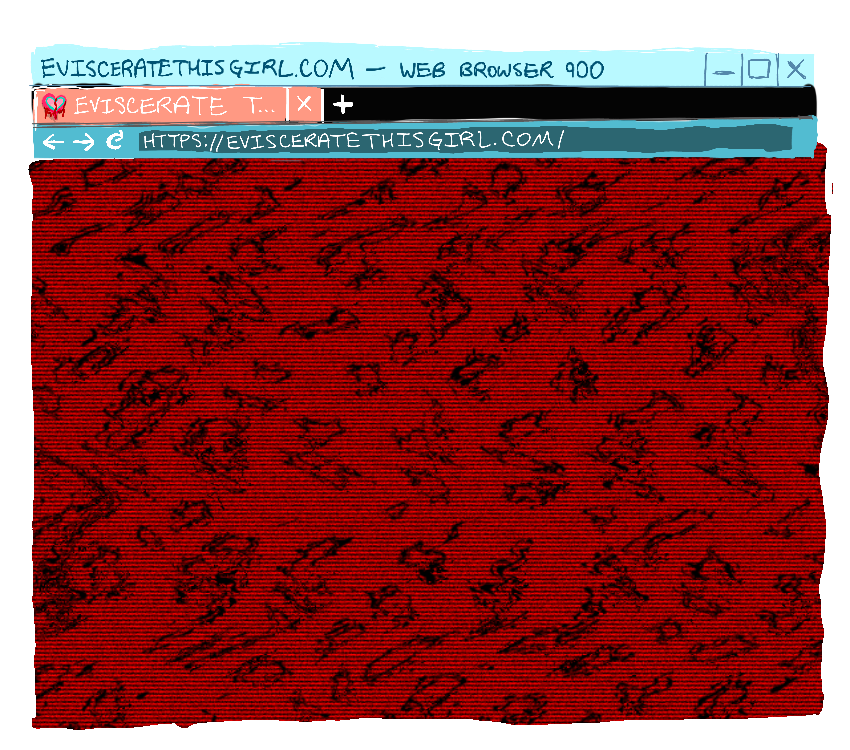 EVISCERATETHISGIRL.COM — WEB BROWSER 900
EVISCERATE T...
HTTPS://EVISCERATETHISGIRL.COM/